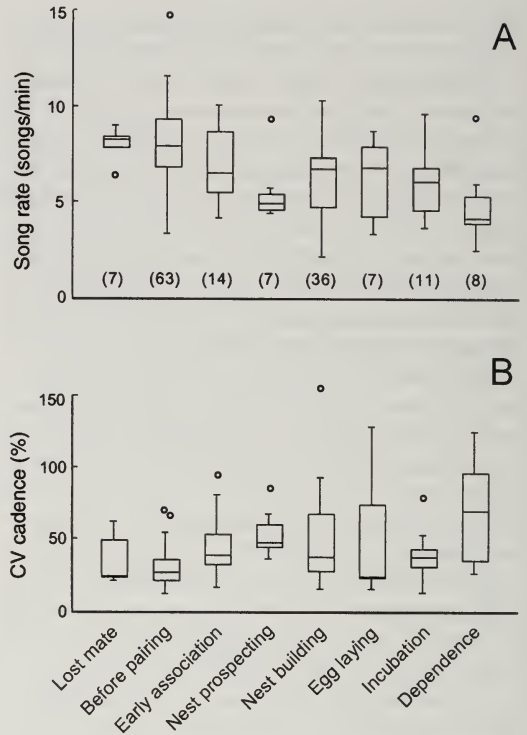 A
Song rate (songs/min)
15
10
5
0
(7) (63) (14) (7) (36) (7) (11) (8)
B
CV cadence (%)
150
100
50
0
Lost mate
Before pairing
Early association
Nest prospecting
Nest building
Egg laying
Incubation
Dependence